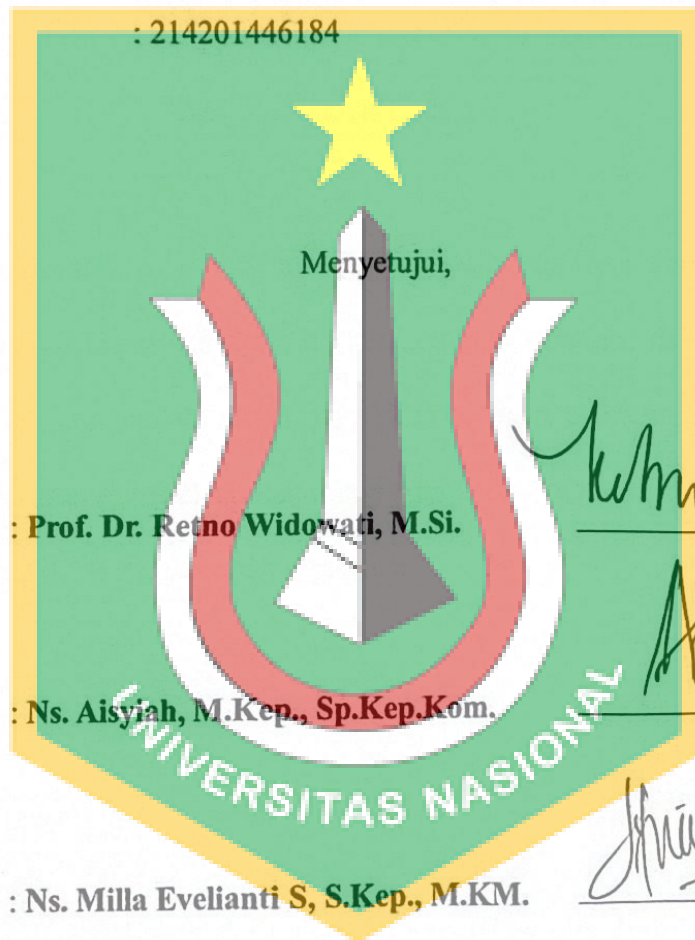 : 214201446184
Menyetujui,
: Prof. Dr. Retno Widowati, M.Si.
: Ns. Aisyiah, M.Kep., Sp.Kep.Kom.
UNIVERSITAS NASIONAL
: Ns. Milla Evelianti S, S.Kep., M.KM.